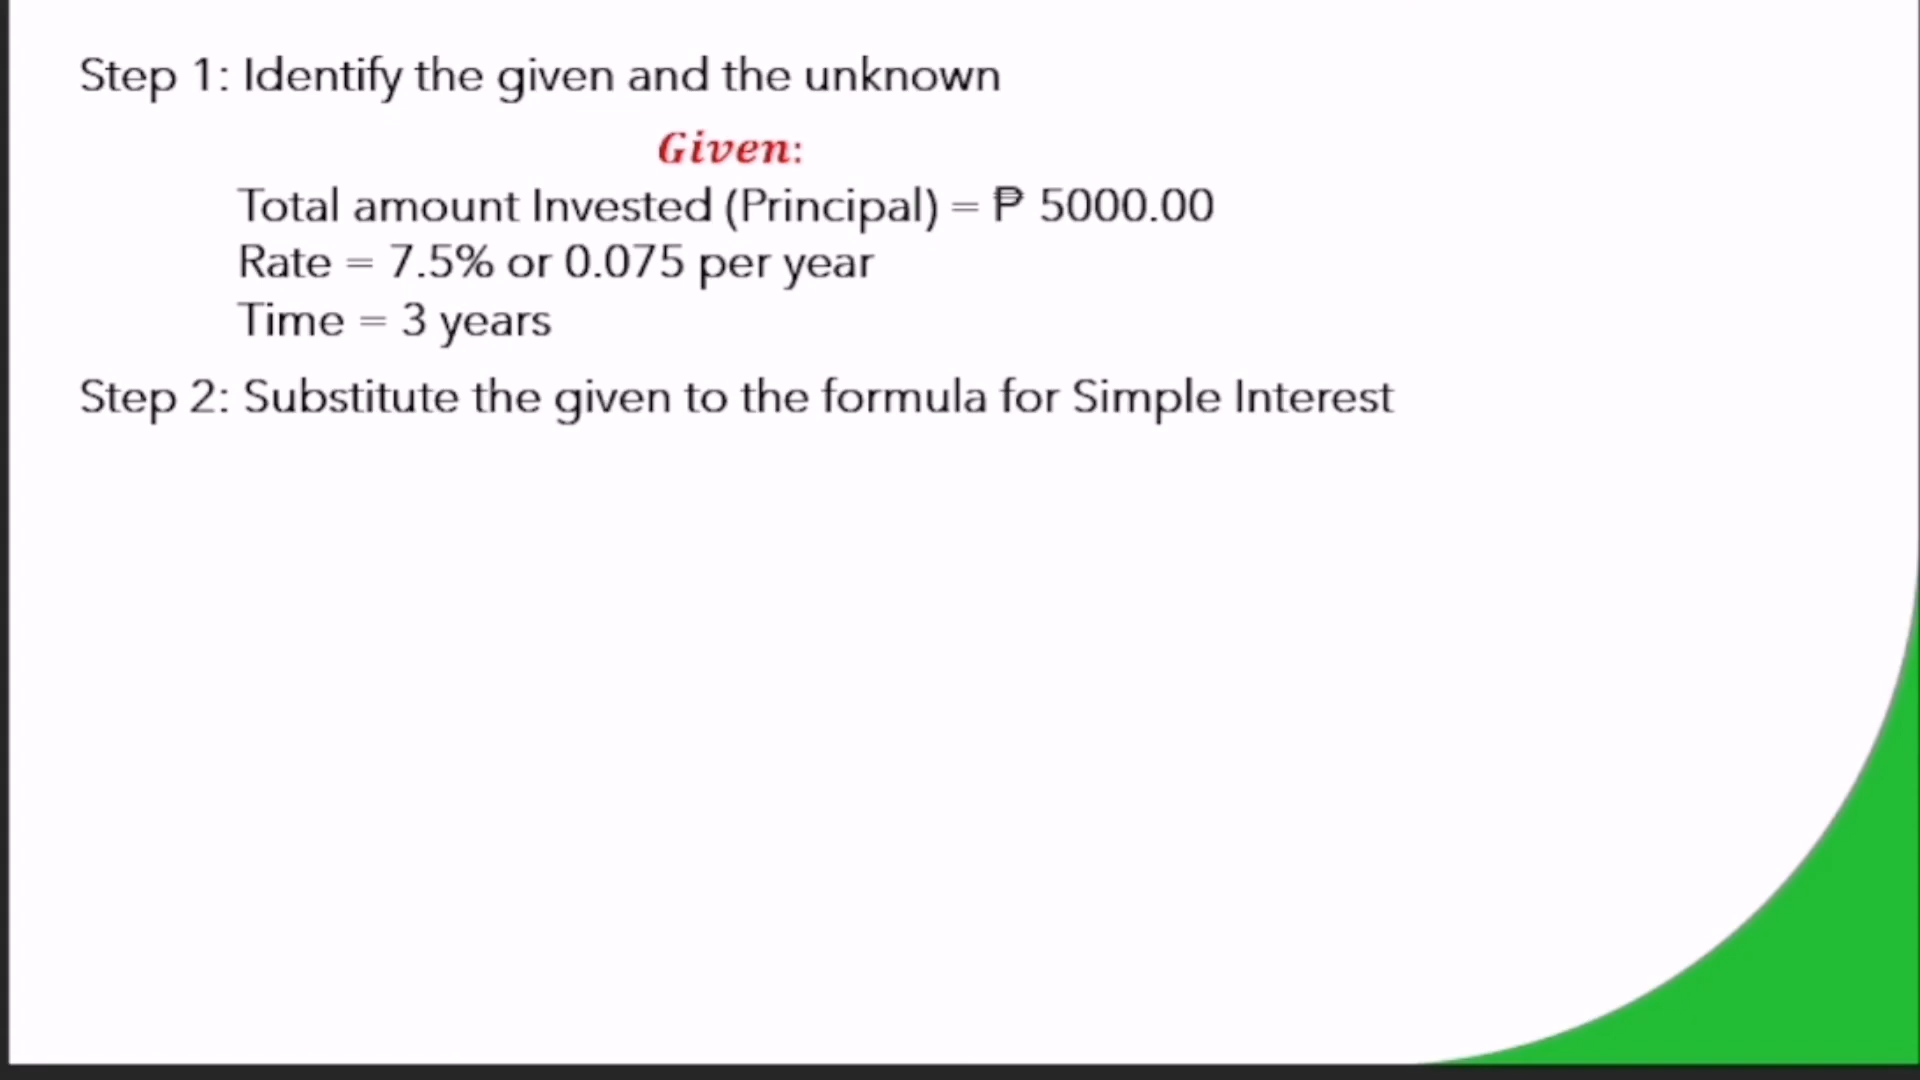 Step 1: Identify the given and the unknown
Given:
Total amount Invested (Principal) = ₱ 5000.00
Rate = 7.5% or 0.075 per year
Time = 3 years
Step 2: Substitute the given to the formula for Simple Interest